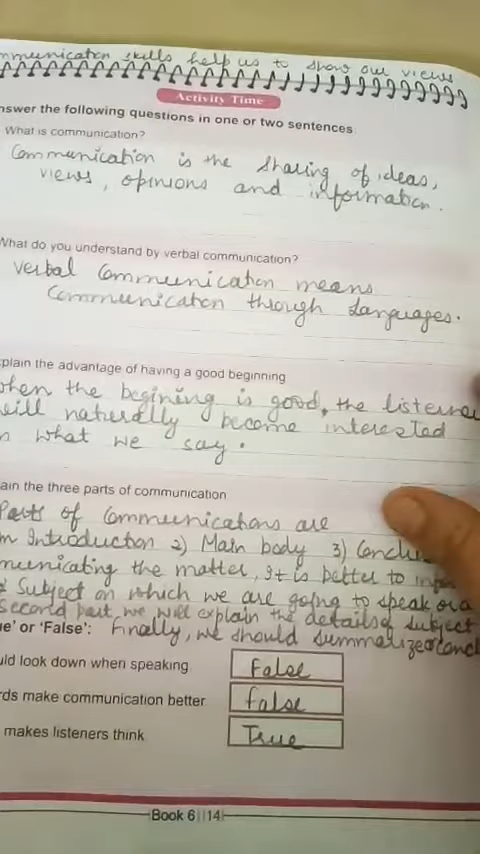 mmunication skills help us to show our views
Activity Time
nswer the following questions in one or two sentences
What is communication?
Communication is the sharing of ideas,
views, opinions and information.
What do you understand by verbal communication?
verbal communication means
communication through languages.
plain the advantage of having a good beginning
when the begining is good, the listene
will naturally become interested
n what we say.
ain the three parts of communication
Parts of Communications are
Introduction 2) Main body 3) Conclu
municating the matter, It is better to
Subject on which we are going to speak
second part we will explain the details of subject
ue' or 'False': Finally, we should summarize
uld look down when speaking False
rds make communication better false
makes listeners think True
Book 6 14